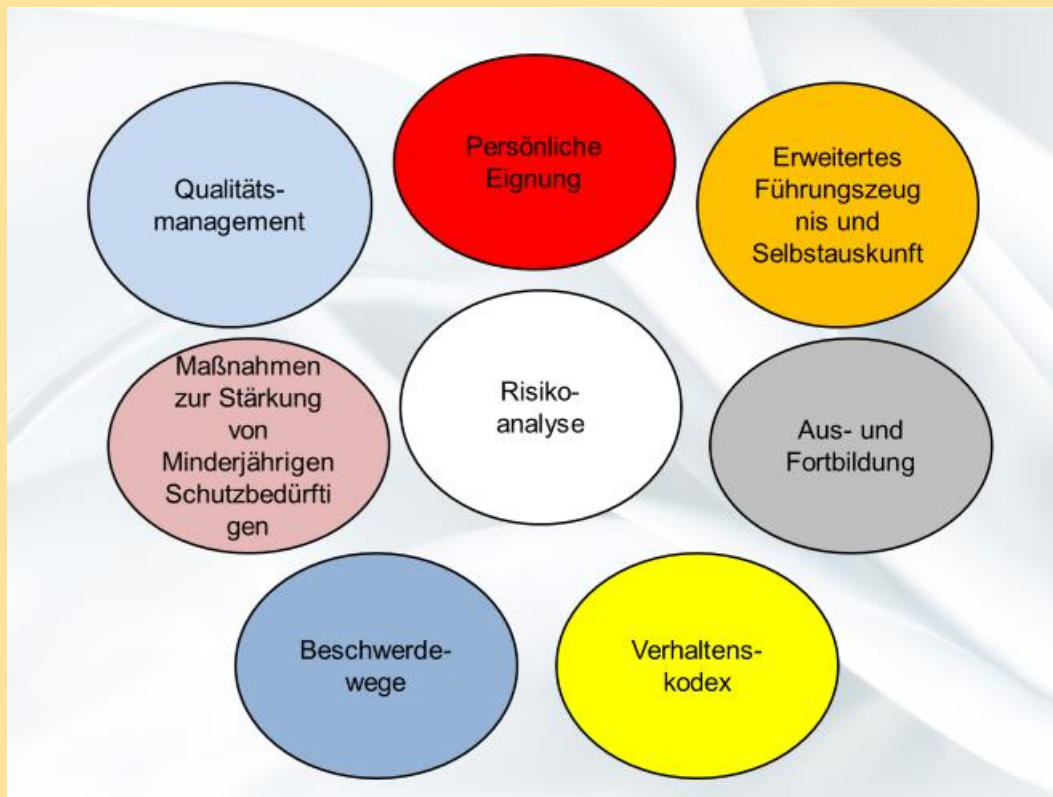 Qualitäts-
management
Persönliche
Eignung
Erweitertes
Führungszeug
nis und
Selbstauskunft
Maßnahmen
zur Stärkung
von
Minderjährigen
Schutzbedürfti
gen
Risiko-
analyse
Aus- und
Fortbildung
Beschwerde-
wege
Verhaltens-
kodex